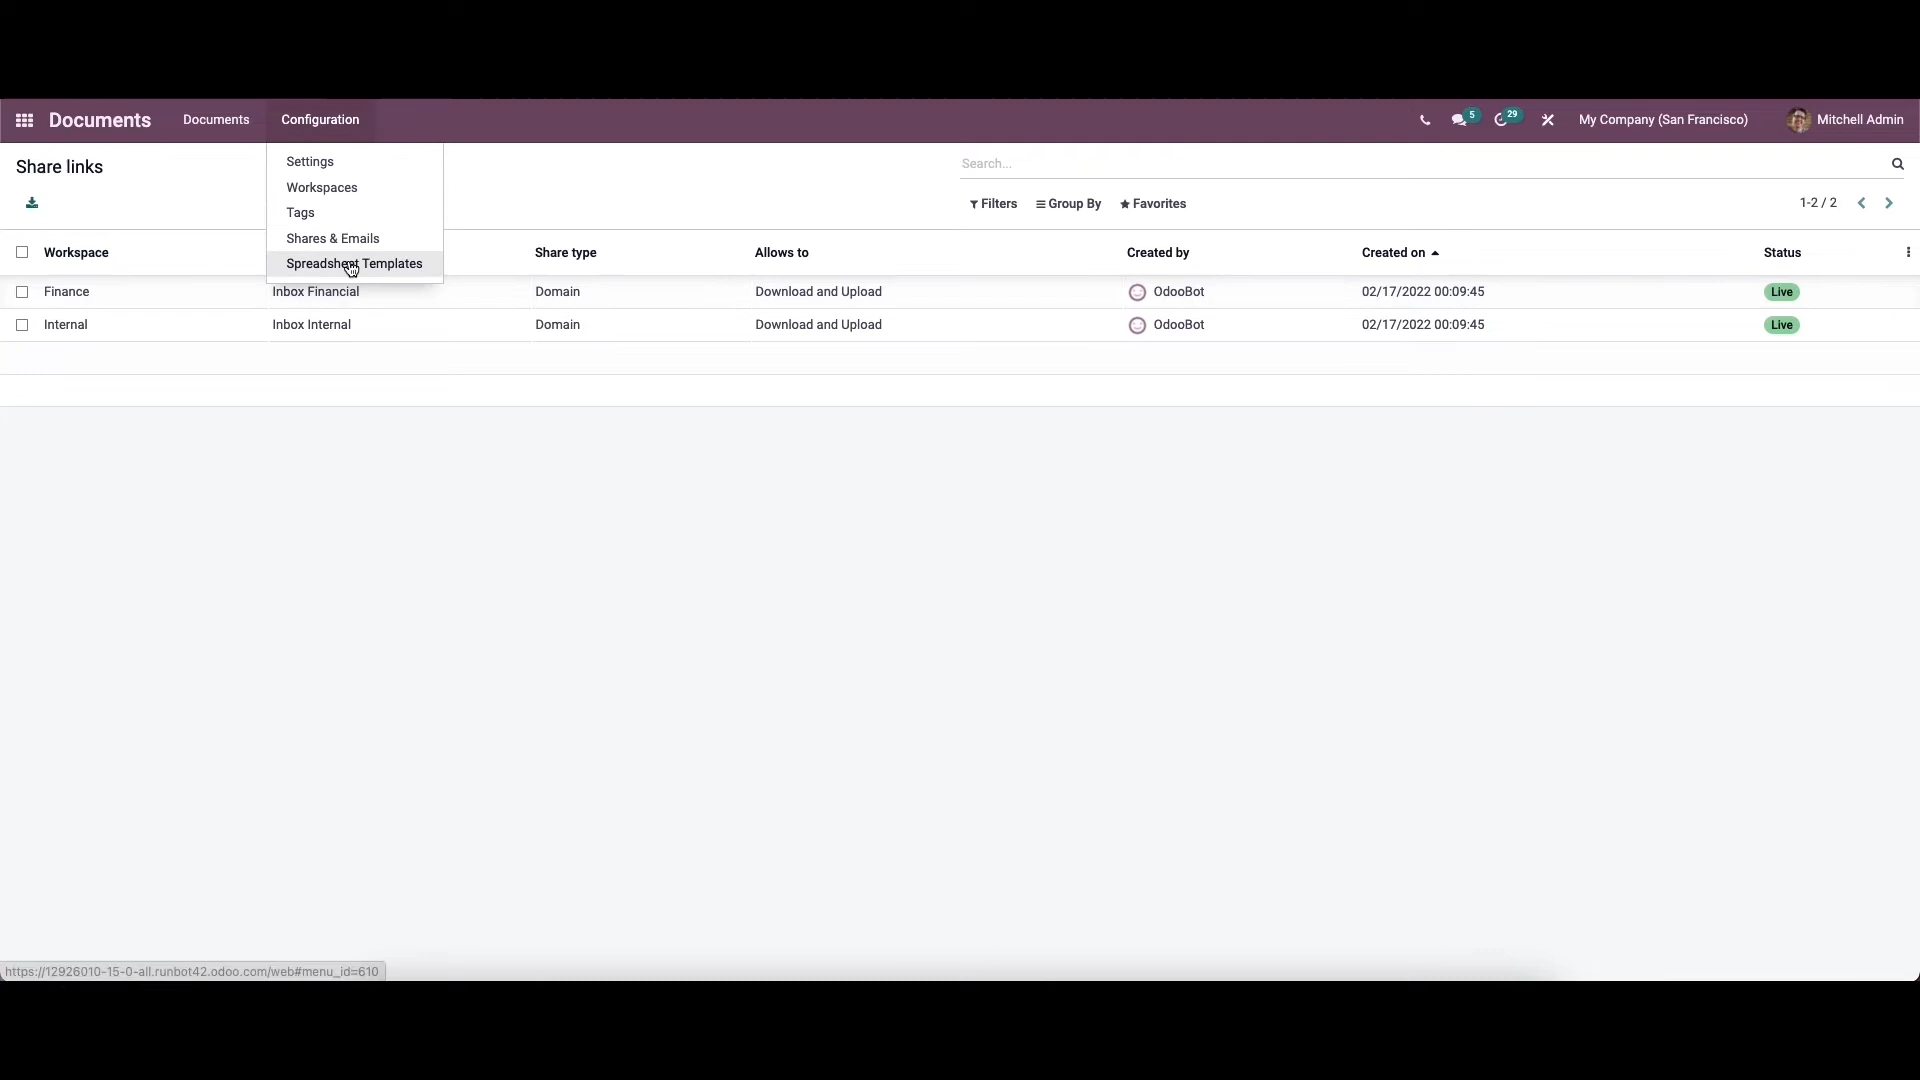 Documents Documents Configuration 5 29 My Company (San Francisco) Mitchell Admin
Share links Settings Search...
Workspaces
Filters Group By Favorites 1-2 / 2
Tags
Shares & Emails
Workspace Share type Allows to Created by Created on Status
Spreadsheet Templates
Finance Inbox Financial Domain Download and Upload OdooBot 02/17/2022 00:09:45 Live
Internal Inbox Internal Domain Download and Upload OdooBot 02/17/2022 00:09:45 Live
https://12926010-15-0-all.runbot42.odoo.com/web#menu_id=610